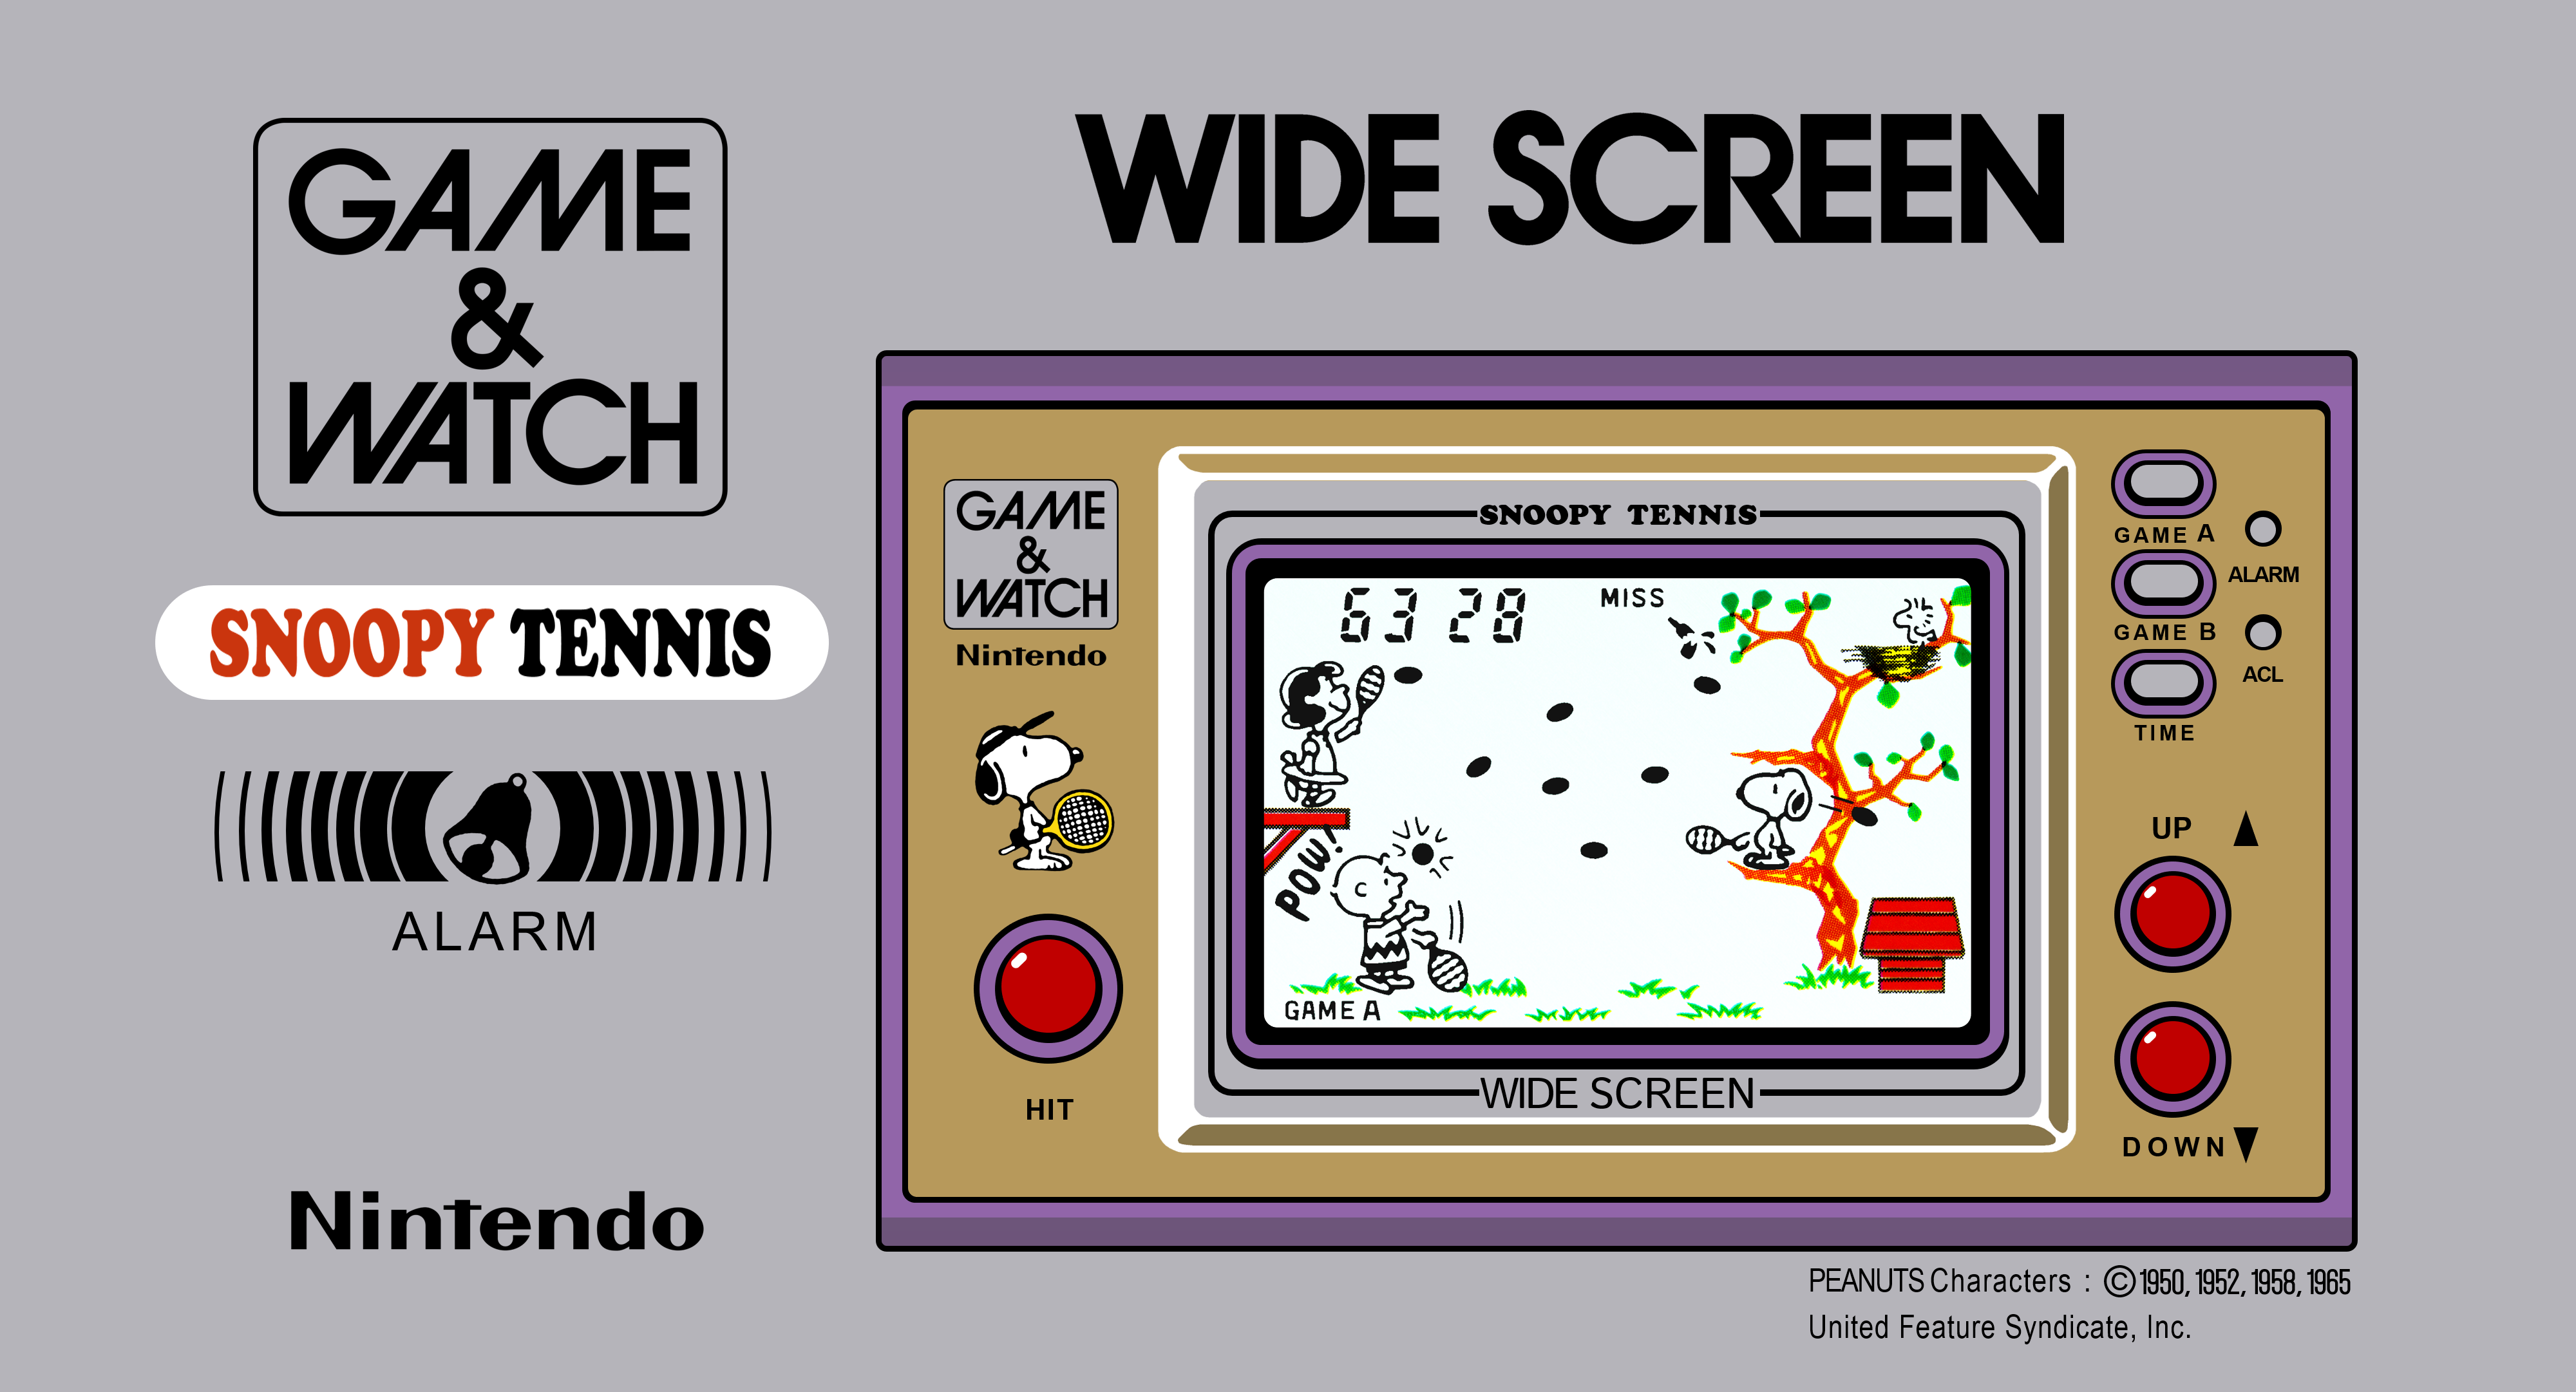 GAME
&
WATCH
SNOOPY TENNIS
ALARM
Nintendo
WIDE SCREEN
GAME
&
WATCH
Nintendo
HIT
SNOOPY TENNIS
63 28
MISS
POW!
GAME A
WIDE SCREEN
GAME A
ALARM
GAME B
ACL
TIME
UP ▲
DOWN ▼
PEANUTS Characters : © 1950, 1952, 1958, 1965
United Feature Syndicate, Inc.